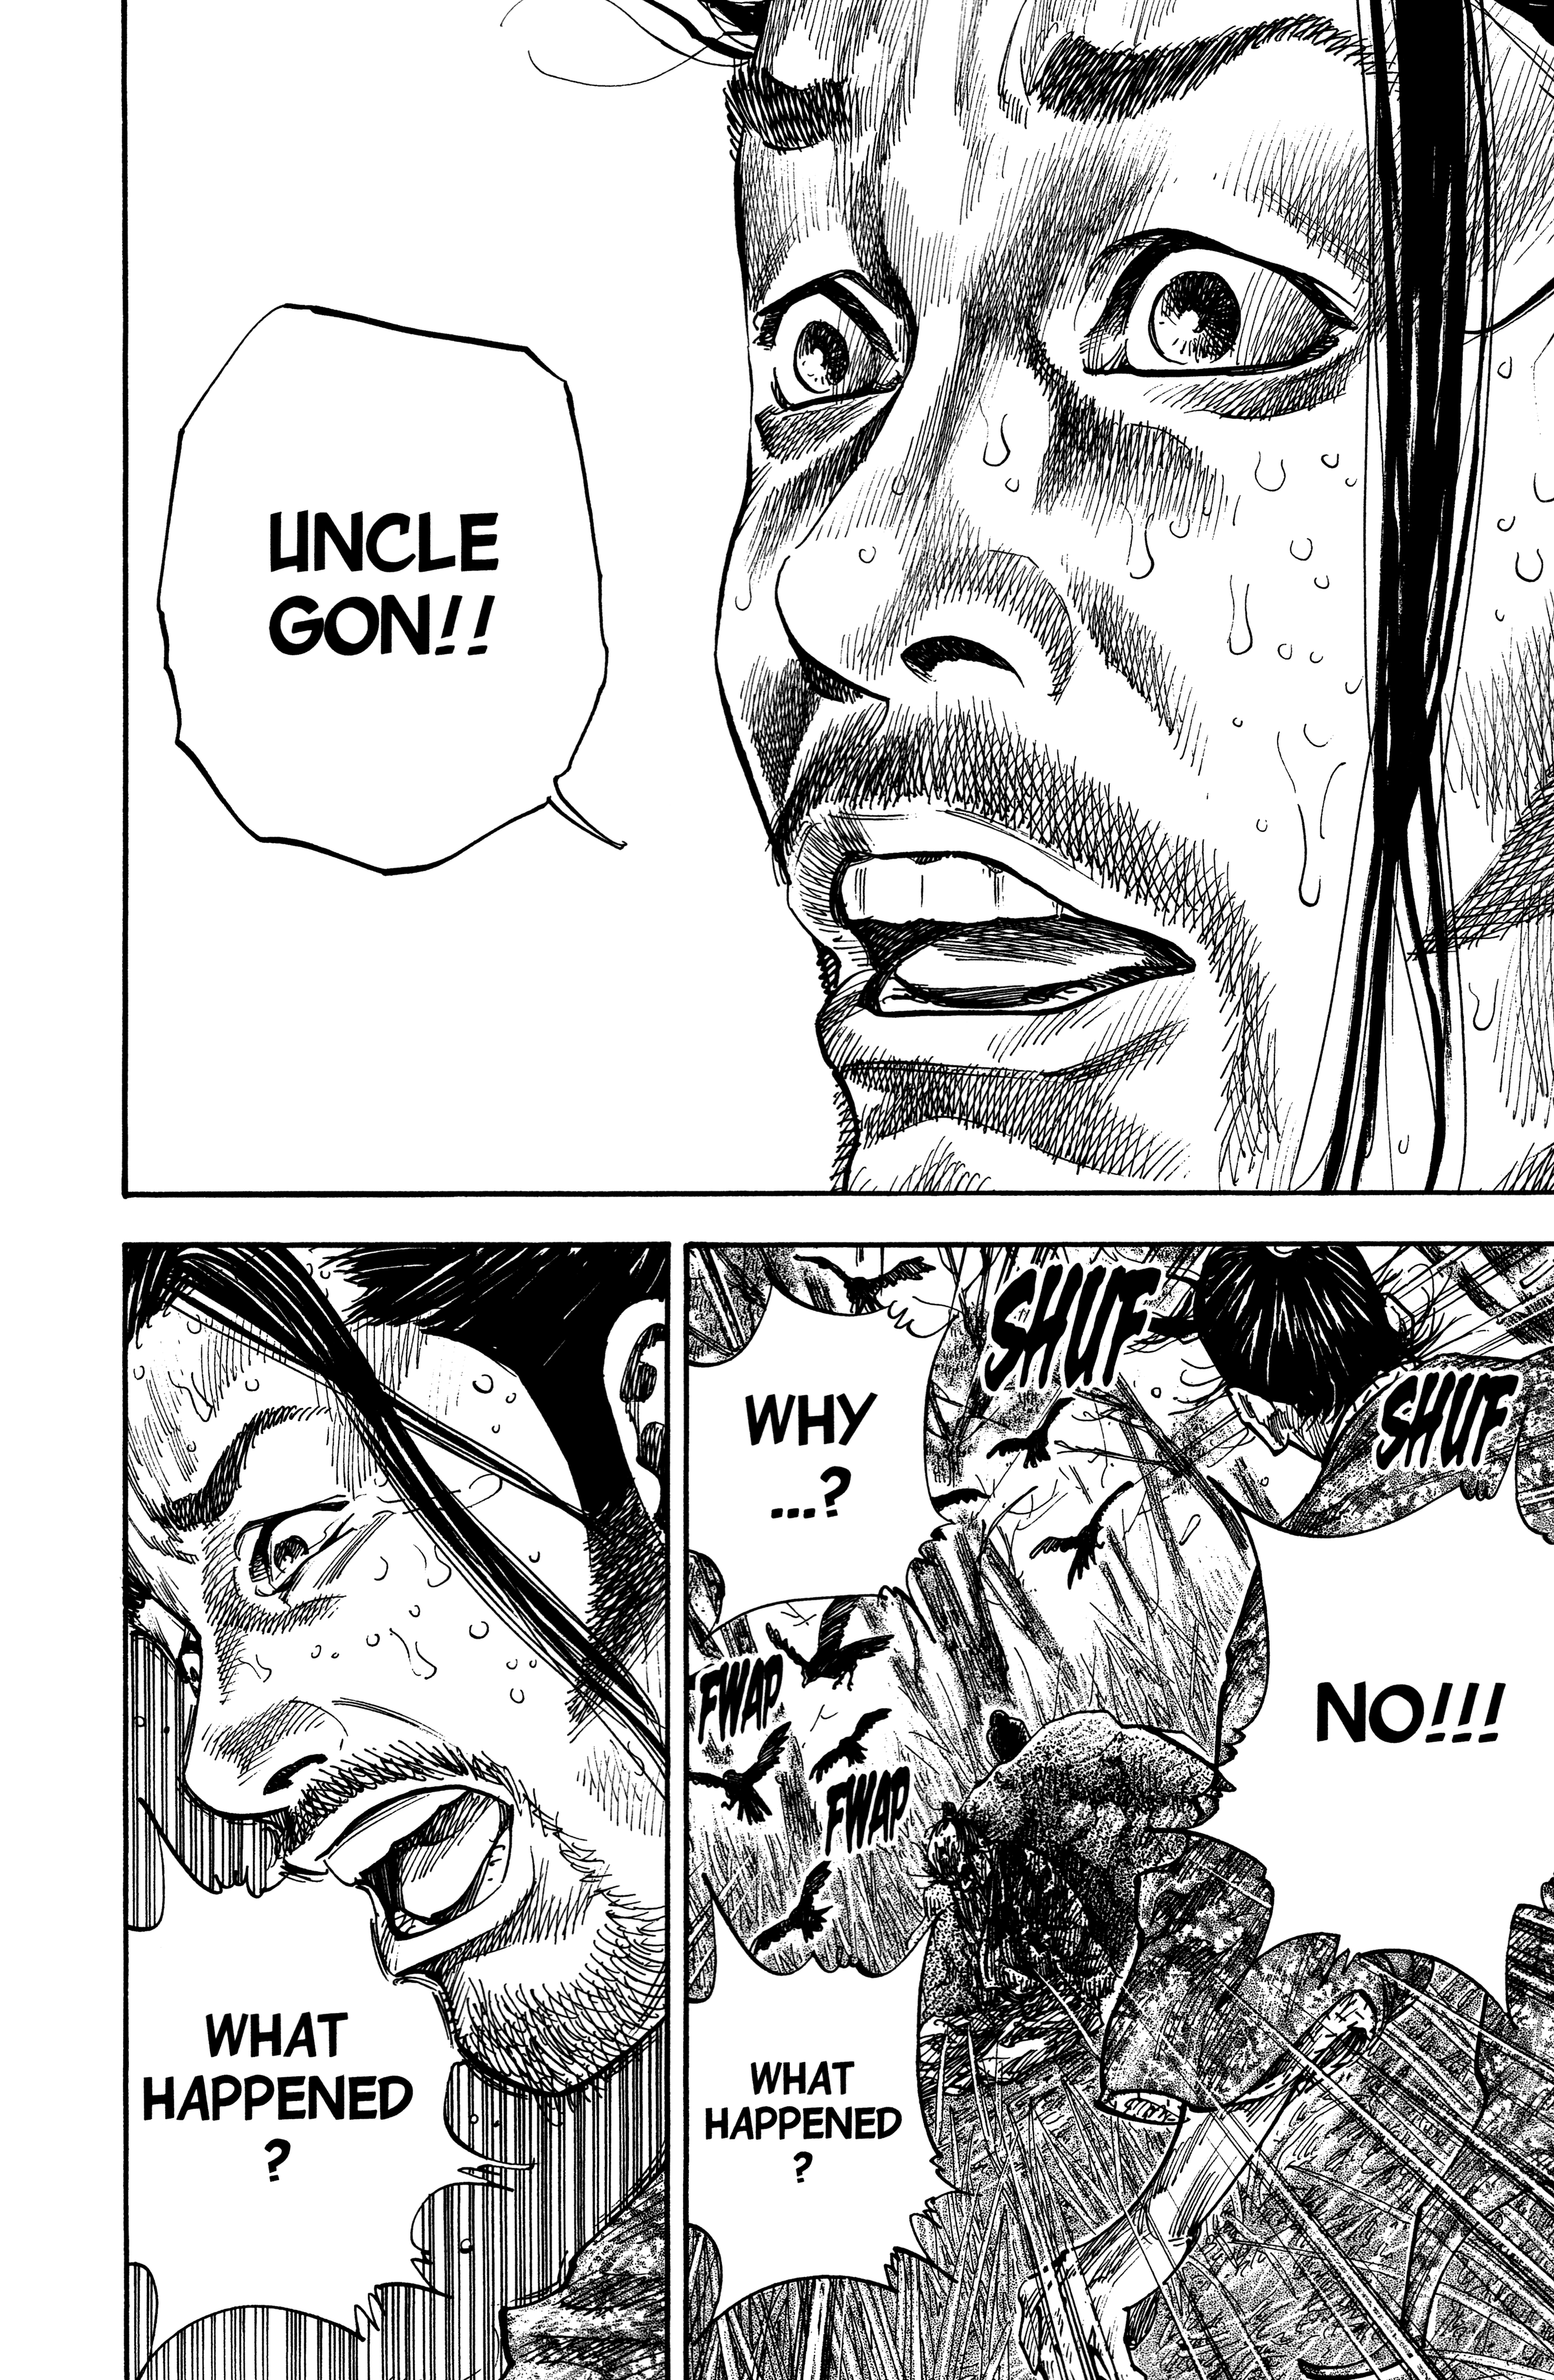 UNCLE
GON!!
SHUF
SHUF
NO!!!
WHY
...?
FWAP
FWAP
WHAT
HAPPENED
?
WHAT
HAPPENED
?